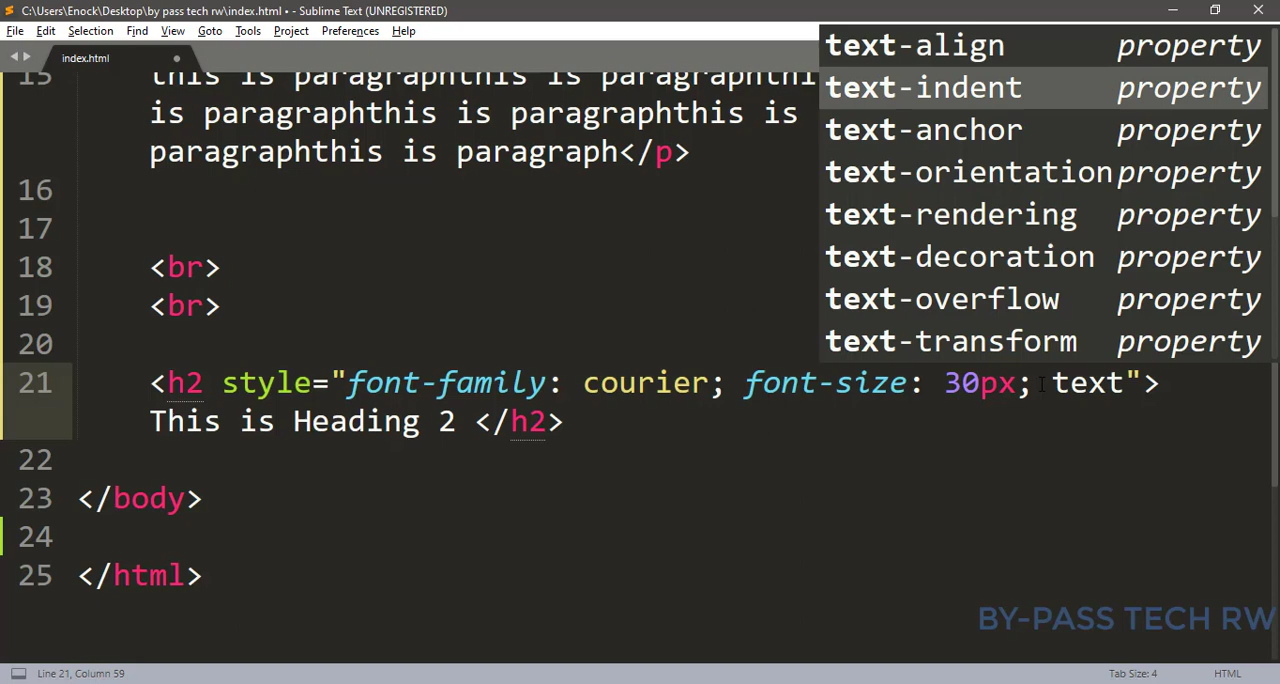 C:\Users\Enock\Desktop\by pass tech rw\index.html • - Sublime Text (UNREGISTERED)
File Edit Selection Find View Goto Tools Project Preferences Help
index.html
15 this is paragraphthis is paragraphthi
is paragraphthis is paragraphthis is
paragraphthis is paragraph</p>
16
17
18 <br>
19 <br>
20
21 <h2 style="font-family: courier; font-size: 30px; text">
This is Heading 2 </h2>
22
23 </body>
24
25 </html>
text-align property
text-indent property
text-anchor property
text-orientation property
text-rendering property
text-decoration property
text-overflow property
text-transform property
BY-PASS TECH RW
Line 21, Column 59
Tab Size: 4
HTML